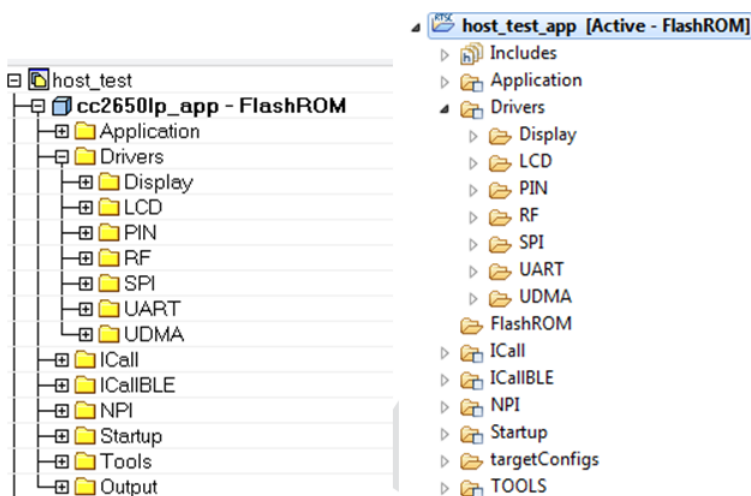 host_test
cc2650lp_app - FlashROM
Application
Drivers
Display
LCD
PIN
RF
SPI
UART
UDMA
ICall
ICallBLE
NPI
Startup
Tools
Output
RTSC
host_test_app [Active - FlashROM]
Includes
Application
Drivers
Display
LCD
PIN
RF
SPI
UART
UDMA
FlashROM
ICall
ICallBLE
NPI
Startup
targetConfigs
TOOLS